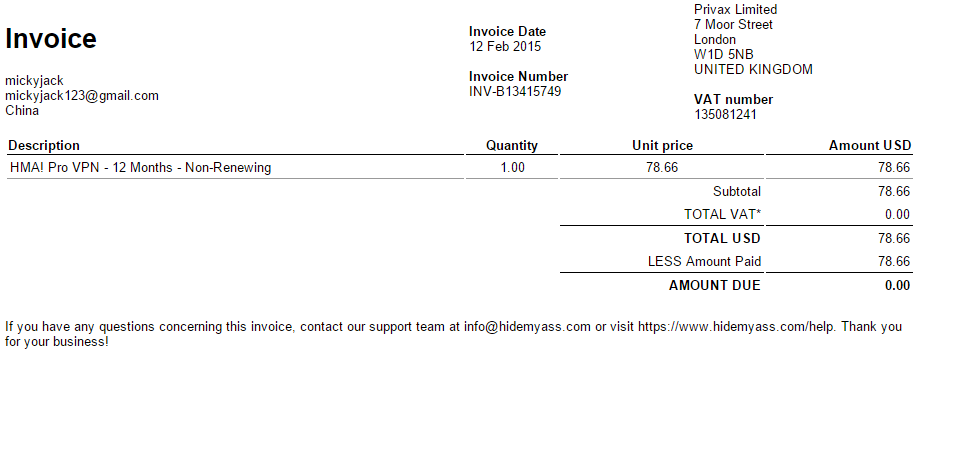 Invoice
mickyjack
mickyjack123@gmail.com
China
Invoice Date
12 Feb 2015
Invoice Number
INV-B13415749
Privax Limited
7 Moor Street
London
W1D 5NB
UNITED KINGDOM
VAT number
135081241
Description Quantity Unit price Amount USD
HMA! Pro VPN - 12 Months - Non-Renewing 1.00 78.66 78.66
Subtotal 78.66
TOTAL VAT* 0.00
TOTAL USD 78.66
LESS Amount Paid 78.66
AMOUNT DUE 0.00
If you have any questions concerning this invoice, contact our support team at info@hidemyass.com or visit https://www.hidemyass.com/help. Thank you
for your business!